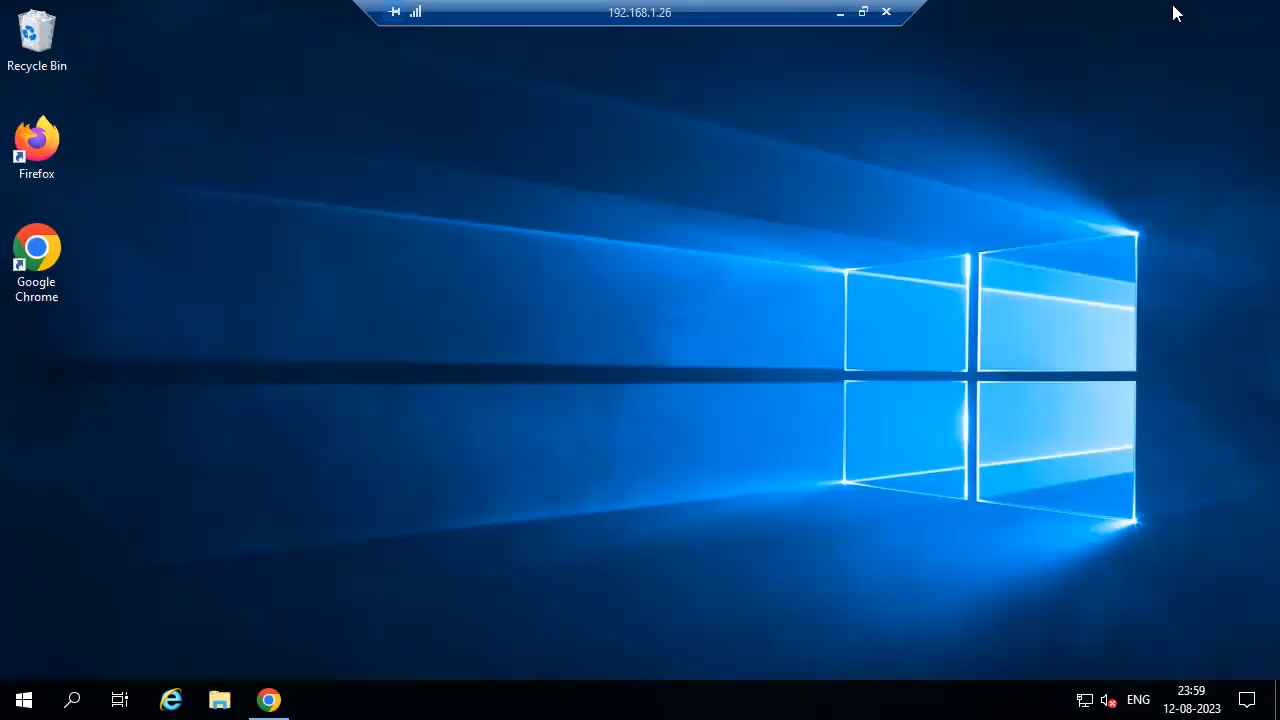 192.168.1.26
Recycle Bin
Firefox
Google
Chrome
ENG
23:59
12-08-2023